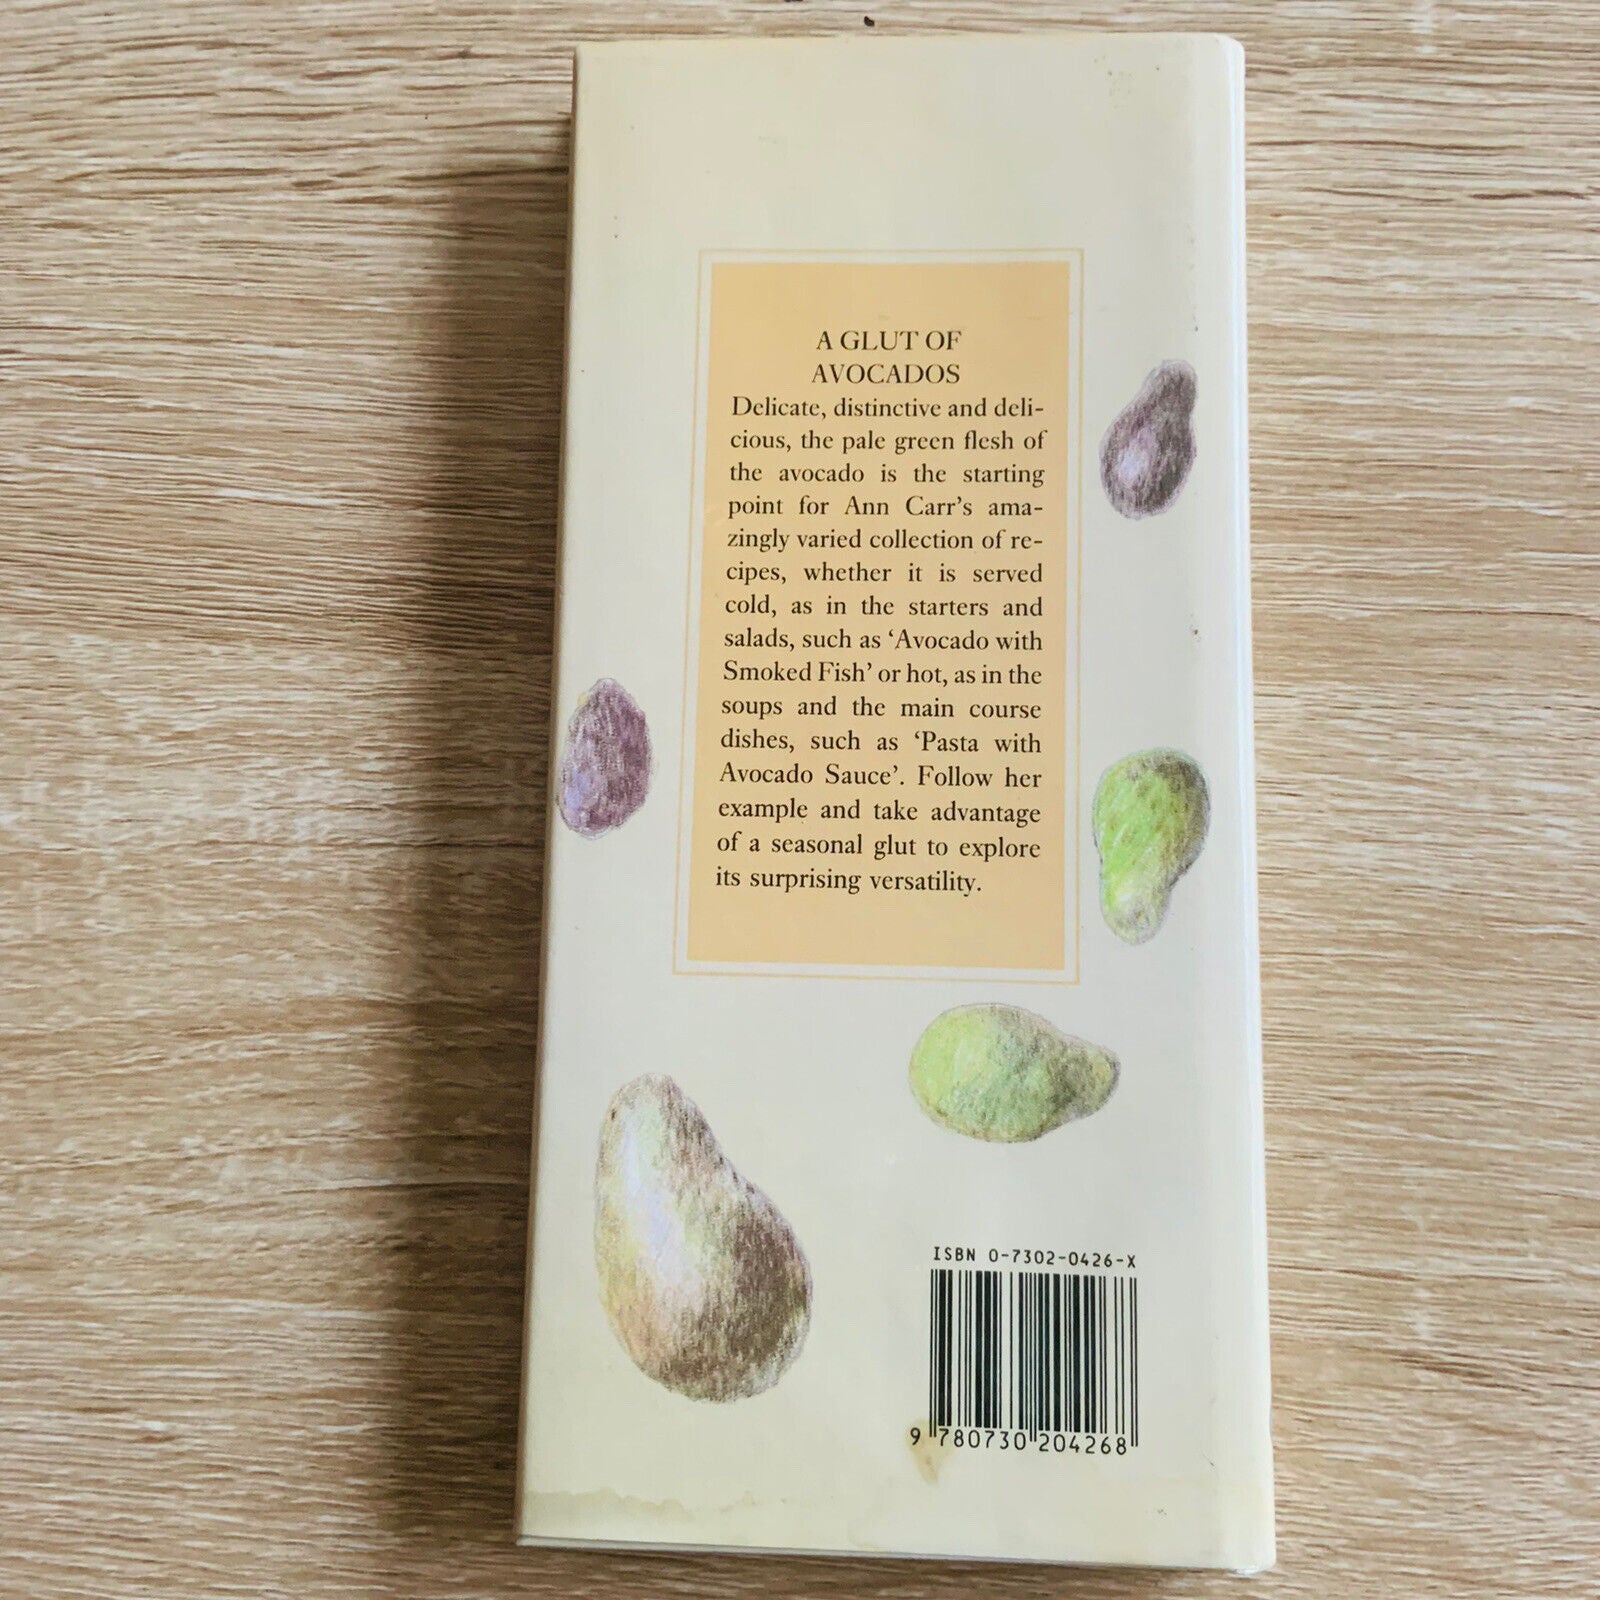 A GLUT OF
AVOCADOS
Delicate, distinctive and deli-
cious, the pale green flesh of
the avocado is the starting
point for Ann Carr's ama-
zingly varied collection of re-
cipes, whether it is served
cold, as in the starters and
salads, such as ‘Avocado with
Smoked Fish’ or hot, as in the
soups and the main course
dishes, such as ‘Pasta with
Avocado Sauce’. Follow her
example and take advantage
of a seasonal glut to explore
its surprising versatility.
ISBN 0-7302-0426-X
9 780730 204268